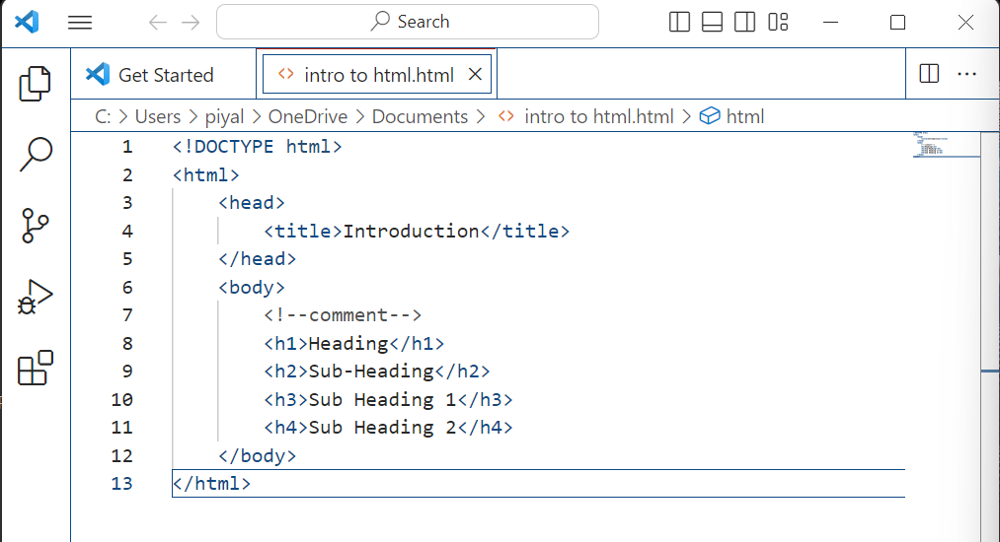 Search
Get Started
intro to html.html
C: > Users > piyal > OneDrive > Documents > <> intro to html.html > html
1 <!DOCTYPE html>
2 <html>
3     <head>
4         <title>Introduction</title>
5     </head>
6     <body>
7         <!--comment-->
8         <h1>Heading</h1>
9         <h2>Sub-Heading</h2>
10         <h3>Sub Heading 1</h3>
11         <h4>Sub Heading 2</h4>
12     </body>
13 </html>